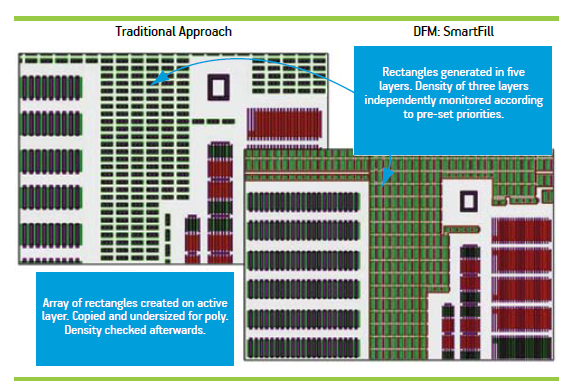 Traditional Approach
DFM: SmartFill
Rectangles generated in five
layers. Density of three layers
independently monitored according
to pre-set priorities.
Array of rectangles created on active
layer. Copied and undersized for poly.
Density checked afterwards.